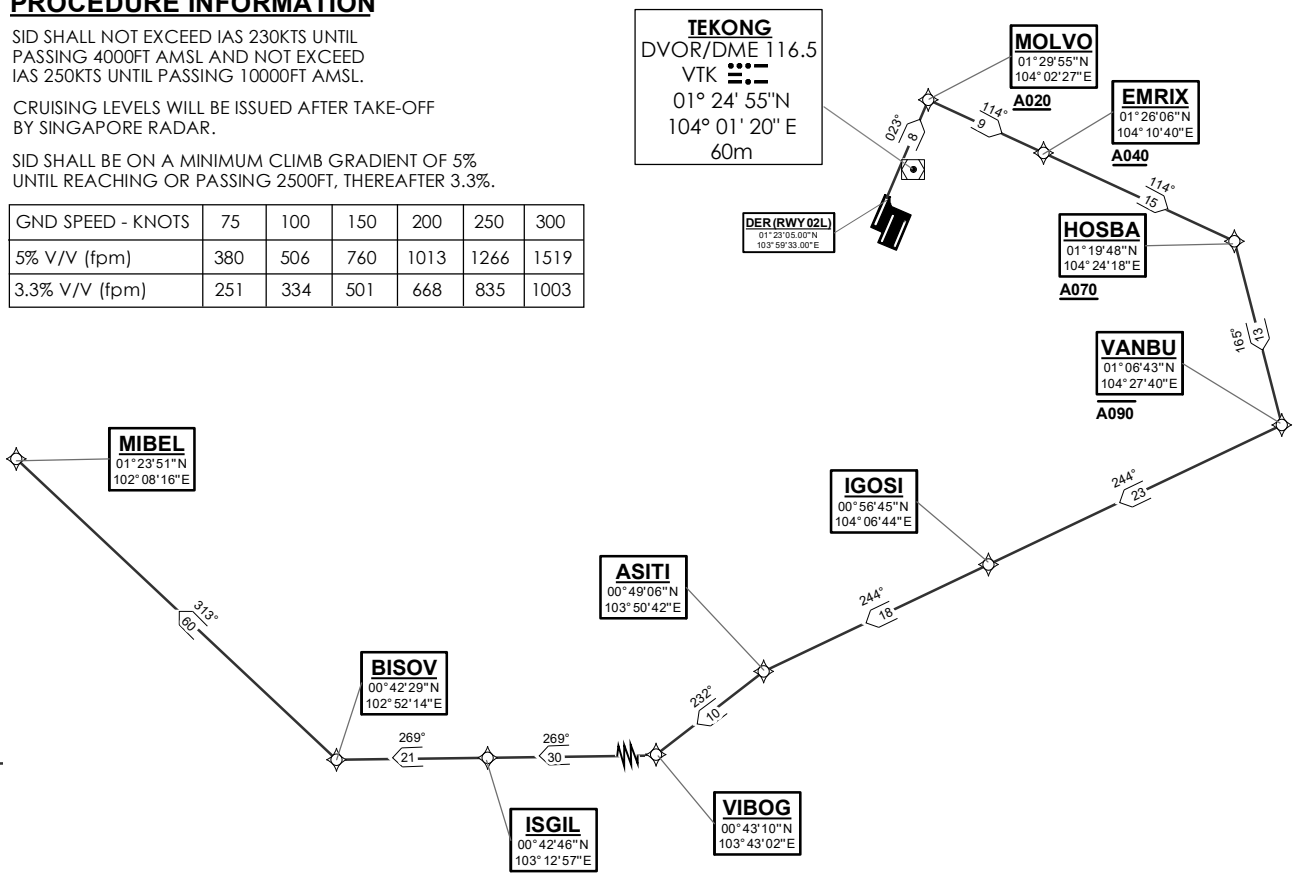 PROCEDURE INFORMATION
SID SHALL NOT EXCEED IAS 230KTS UNTIL
PASSING 4000FT AMSL AND NOT EXCEED
IAS 250KTS UNTIL PASSING 10000FT AMSL.
CRUISING LEVELS WILL BE ISSUED AFTER TAKE-OFF
BY SINGAPORE RADAR.
SID SHALL BE ON A MINIMUM CLIMB GRADIENT OF 5%
UNTIL REACHING OR PASSING 2500FT, THEREAFTER 3.3%.
GND SPEED - KNOTS 75 100 150 200 250 300
5% V/V (fpm) 380 506 760 1013 1266 1519
3.3% V/V (fpm) 251 334 501 668 835 1003
TEKONG
DVOR/DME 116.5
VTK
01° 24' 55"N
104° 01' 20" E
60m
DER (RWY 02L)
01°23'05.00"N
103°59'33.00"E
023°
8
MOLVO
01°29'55"N
104°02'27"E
A020
114°
9
EMRIX
01°26'06"N
104°10'40"E
A040
114°
15
HOSBA
01°19'48"N
104°24'18"E
A070
165°
13
VANBU
01°06'43"N
104°27'40"E
A090
244°
23
IGOSI
00°56'45"N
104°06'44"E
244°
18
ASITI
00°49'06"N
103°50'42"E
232°
10
VIBOG
00°43'10"N
103°43'02"E
269°
30
ISGIL
00°42'46"N
103°12'57"E
269°
21
BISOV
00°42'29"N
102°52'14"E
313°
60
MIBEL
01°23'51"N
102°08'16"E